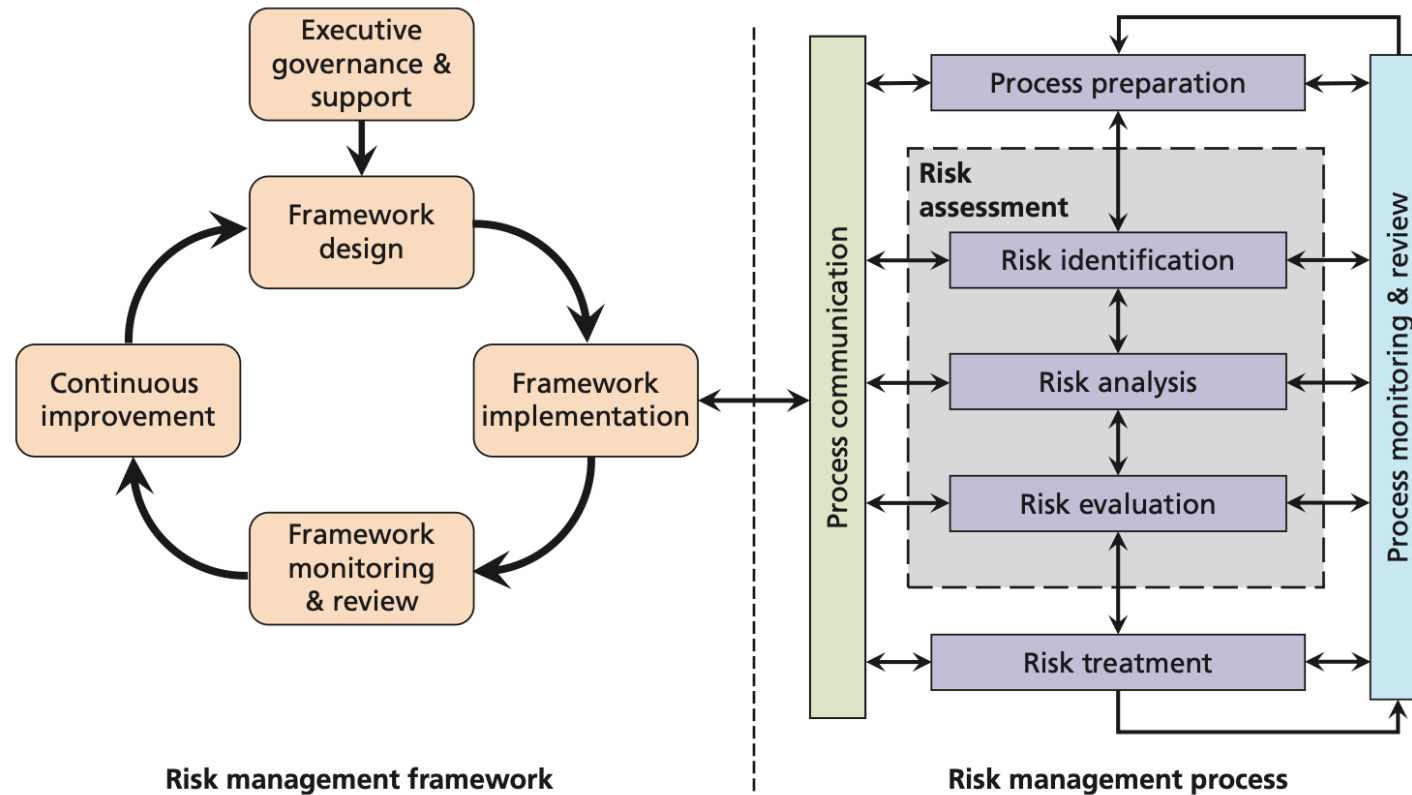 Executive
governance &
support
Framework
design
Continuous
improvement
Framework
implementation
Framework
monitoring
& review
Risk management framework
Process communication
Process preparation
Risk
assessment
Risk identification
Risk analysis
Risk evaluation
Risk treatment
Process monitoring & review
Risk management process